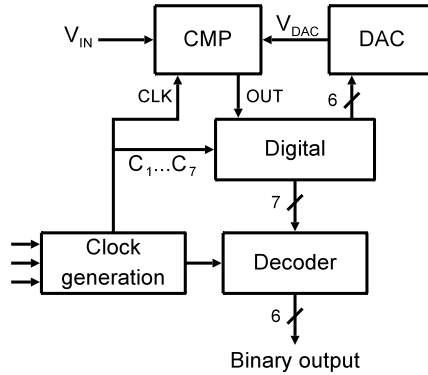 V_IN
CMP
V_DAC
DAC
CLK
OUT
6
Digital
C_1...C_7
7
Clock
generation
Decoder
6
Binary output